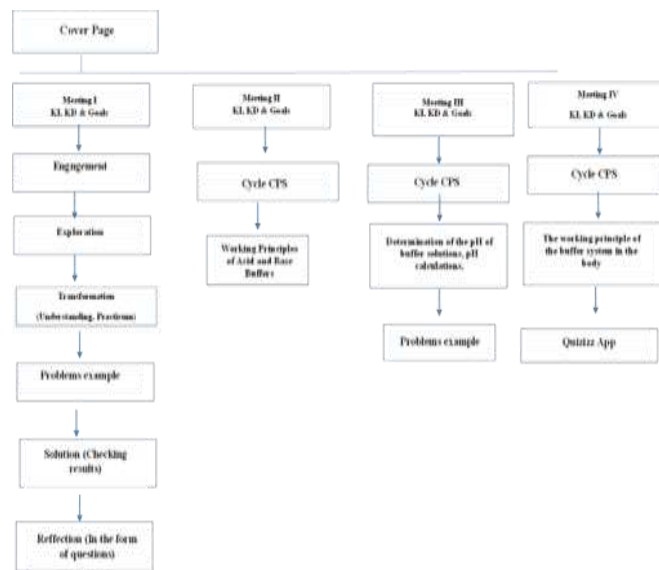 Cover Page
Meeting I
KI, KD & Goals
Engagement
Exploration
Transformation
(Understanding, Practicum)
Problems example
Solution (Checking
results)
Reffection (In the form
of questions)
Meeting II
KI, KD & Goals
Cycle CPS
Working Principles
of Acid and Base
Buffers
Meeting III
KI, KD & Goals
Cycle CPS
Determination of the pH of
buffer solutions, pH
calculations,
Problems example
Meeting IV
KI, KD & Goals
Cycle CPS
The working principle of
the buffer system in the
body
Quizizz App